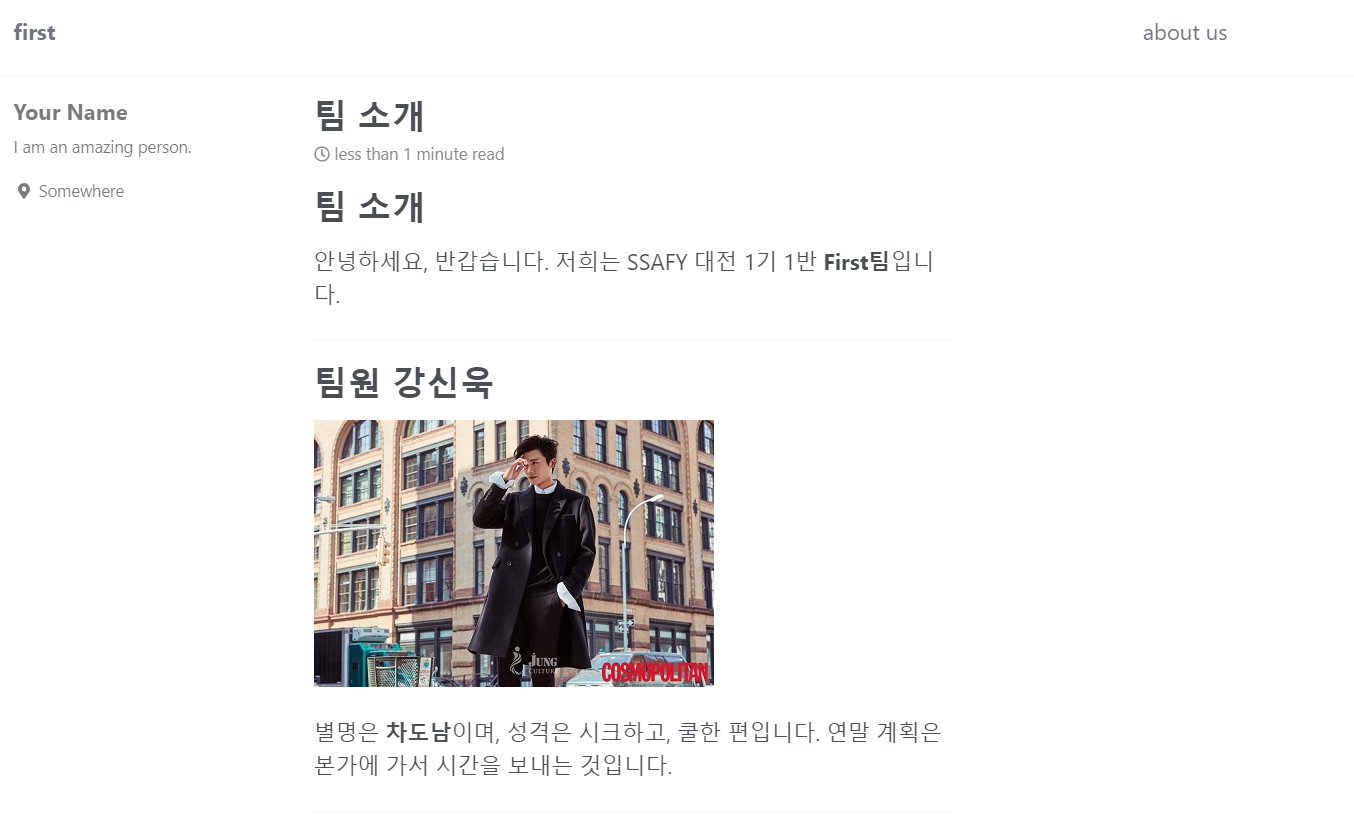 first
about us
Your Name
I am an amazing person.
Somewhere
팀 소개
less than 1 minute read
팀 소개
안녕하세요, 반갑습니다. 저희는 SSAFY 대전 1기 1반 First팀입니
다.
팀원 강신욱
JUNG
CULTURE
COSMOPOLITAN
별명은 차도남이며, 성격은 시크하고, 쿨한 편입니다. 연말 계획은
본가에 가서 시간을 보내는 것입니다.